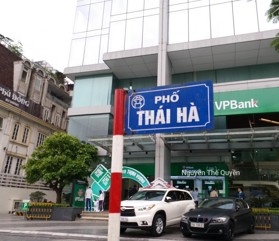 PHỐ
THÁI HÀ
VPBank
Nguyễn Thế Quyền